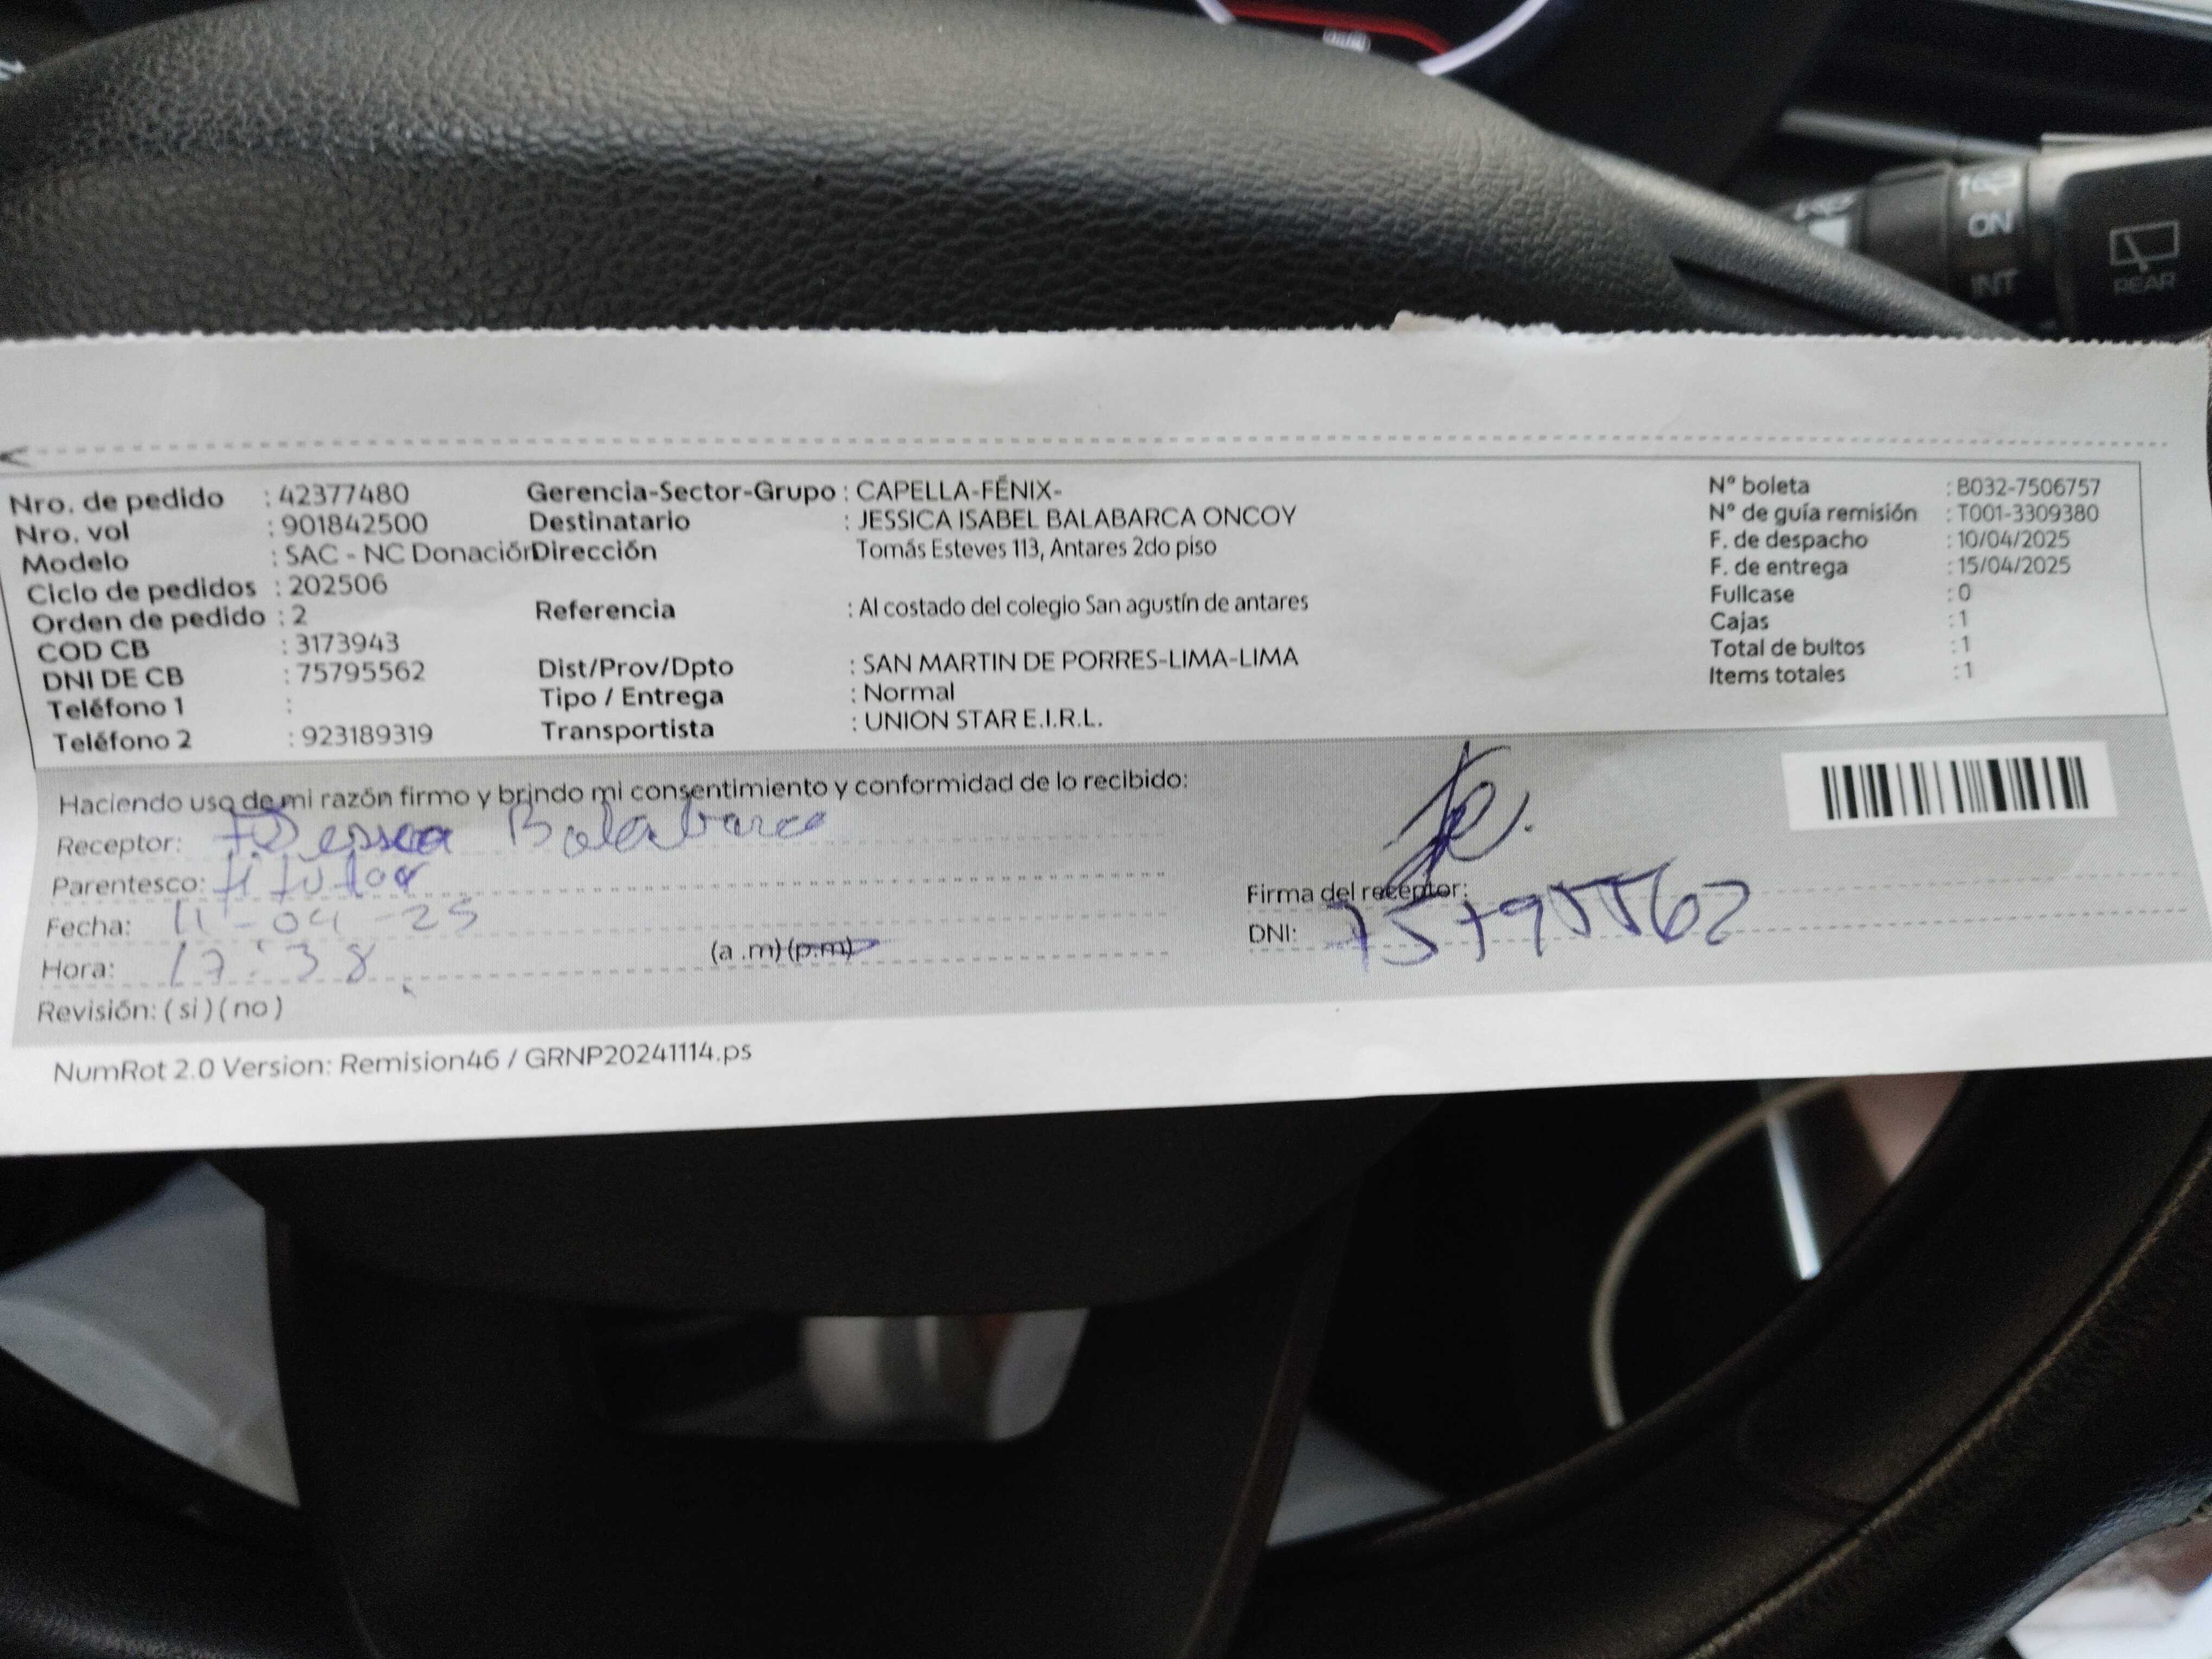 ON
INT
REAR
Nro. de pedido : 42377480
Nro. vol : 901842500
Modelo : SAC - NC Donación
Ciclo de pedidos : 202506
Orden de pedido : 2
COD CB : 3173943
DNI DE CB : 75795562
Teléfono 1 :
Teléfono 2 : 923189319
Gerencia-Sector-Grupo : CAPELLA-FÉNIX-
Destinatario : JESSICA ISABEL BALABARCA ONCOY
Dirección Tomás Esteves 113, Antares 2do piso
Referencia : Al costado del colegio San agustín de antares
Dist/Prov/Dpto : SAN MARTIN DE PORRES-LIMA-LIMA
Tipo / Entrega : Normal
Transportista : UNION STAR E.I.R.L.
N° boleta : B032-7506757
N° de guía remisión : T001-3309380
F. de despacho : 10/04/2025
F. de entrega : 15/04/2025
Fullcase : 0
Cajas : 1
Total de bultos : 1
Items totales : 1
Haciendo uso de mi razón firmo y brindo mi consentimiento y conformidad de lo recibido:
Receptor: Balabarca
Parentesco: titular
Fecha: 11-04-25
Hora: 17:38 (a .m) (p.m)
Revisión: ( si ) ( no )
Firma del receptor:
DNI: 75795562
NumRot 2.0 Version: Remision46 / GRNP20241114.ps